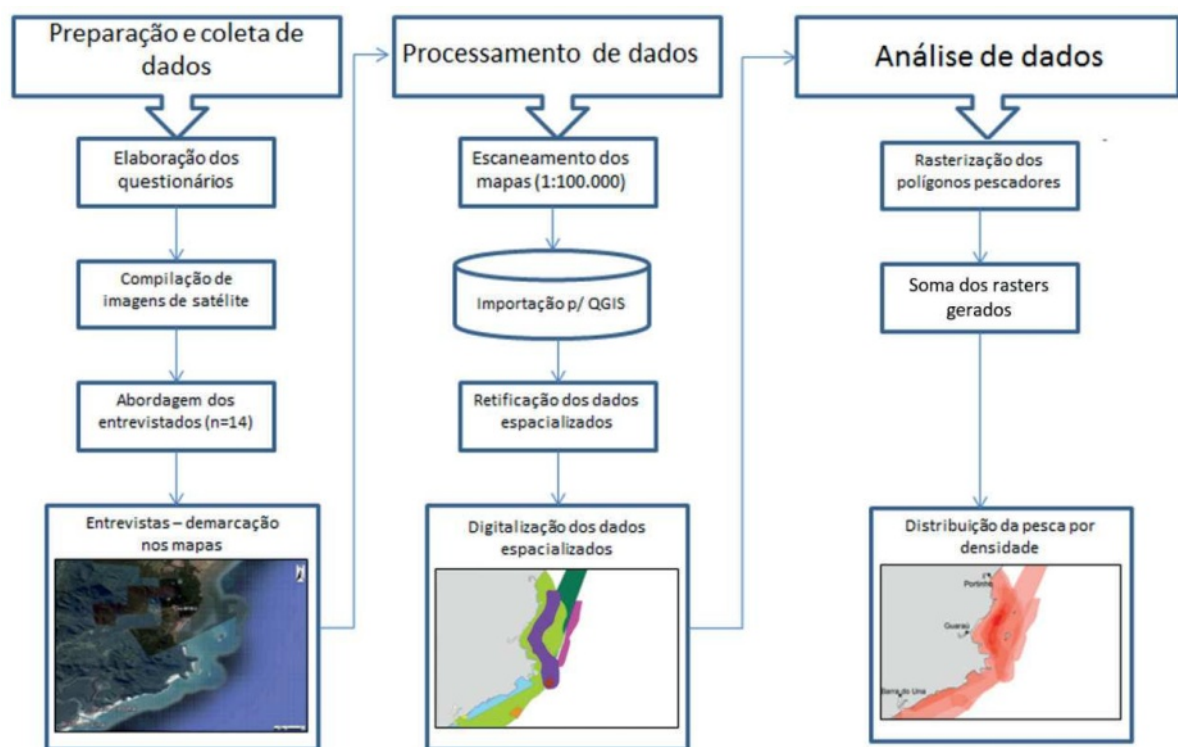 Preparação e coleta de
dados
Elaboração dos
questionários
Compilação de
imagens de satélite
Abordagem dos
entrevistados (n=14)
Entrevistas – demarcação
nos mapas
Processamento de dados
Escaneamento dos
mapas (1:100.000)
Importação p/ QGIS
Retificação dos dados
espacializados
Digitalização dos dados
espacializados
Análise de dados
Rasterização dos
polígonos pescadores
Soma dos rasters
gerados
Distribuição da pesca por
densidade
Portinho
Guaraú
Barra do Una